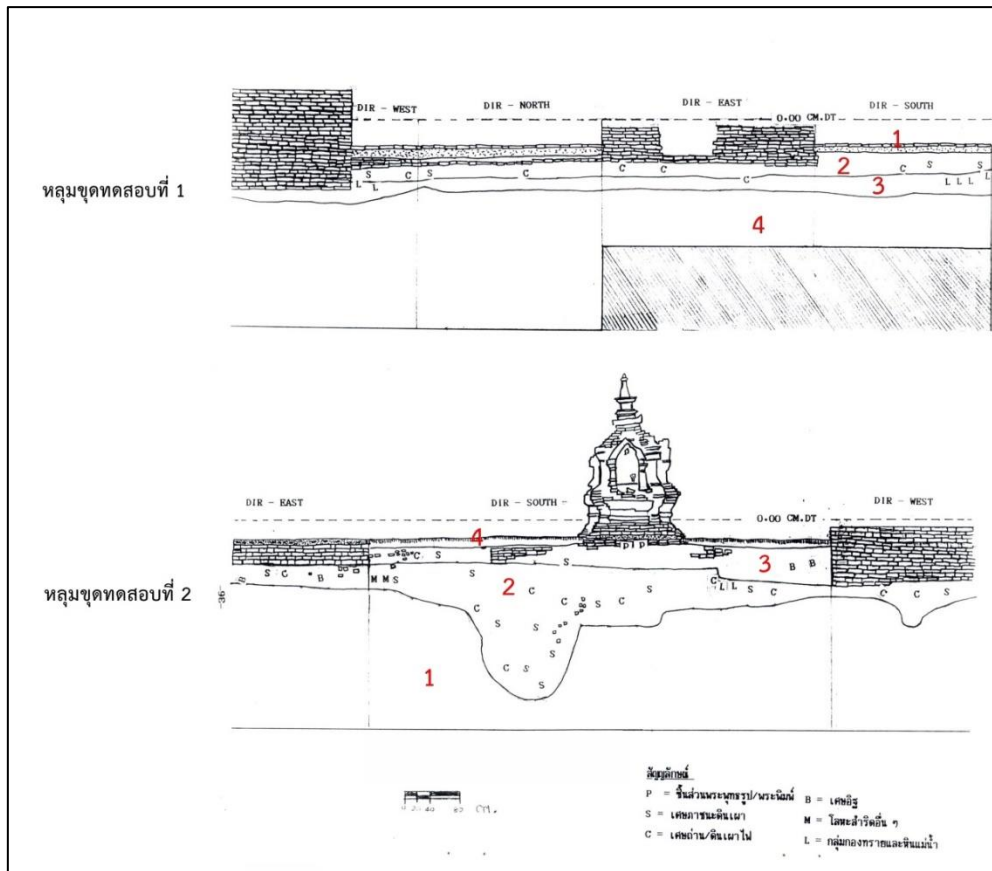 DIR - WEST DIR - NORTH DIR - EAST DIR - SOUTH
0.00 CM.DT
1
2
C S S
S C S C C C
3
L L C L L L L
หลุมขุดทดสอบที่ 1
4
DIR - EAST DIR - SOUTH - DIR - WEST
0.00 CM.DT
4
P I P
C S
3
B B
S
B S C B M M S S
2
C L L S C C C S
หลุมขุดทดสอบที่ 2
-36-
C C S C S
S S
S
1
C S S
S
0 20 40 80 CM.
สัญญลักษณ์
P = ชิ้นส่วนพระพุทธรูป/พระพิมพ์
B = เศษอิฐ
S = เศษภาชนะดินเผา
M = โลหะสำริดอื่น ๆ
C = เศษถ่าน/ดินเผาไฟ
L = กลุ่มกองทรายและหินแม่น้ำ